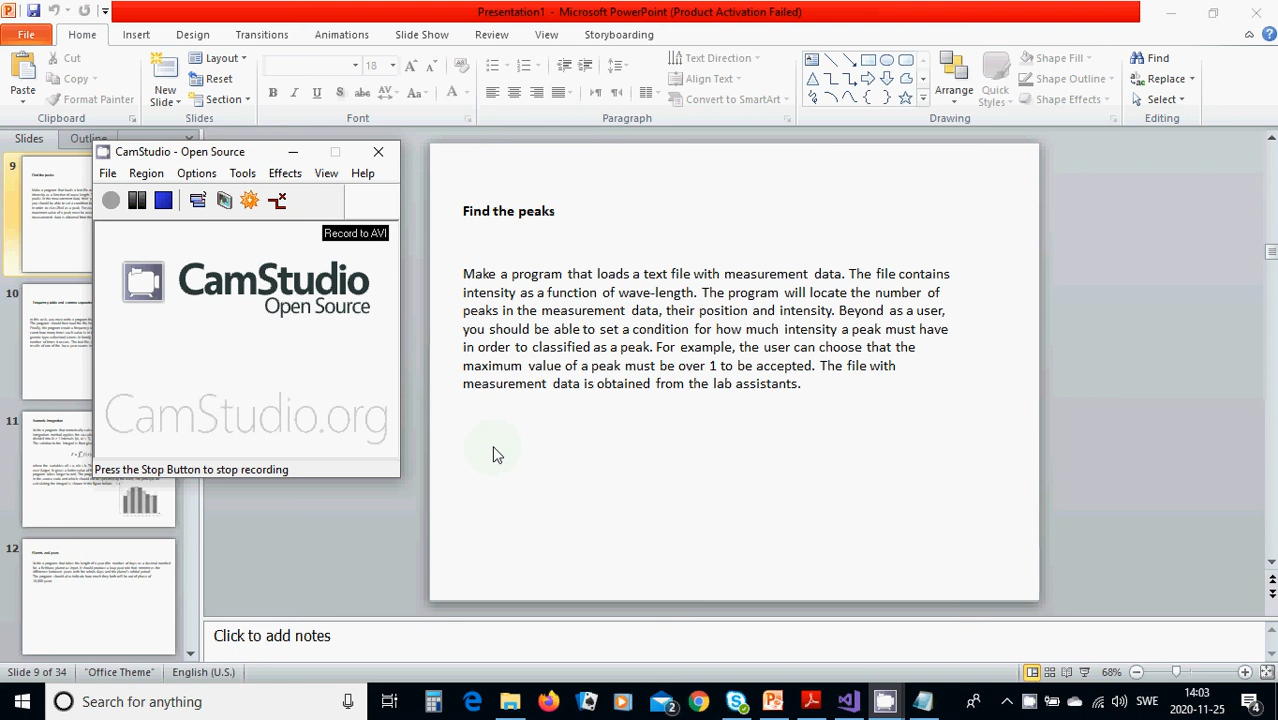 Presentation1 - Microsoft PowerPoint (Product Activation Failed)
File Home Insert Design Transitions Animations Slide Show Review View Storyboarding
Paste
Cut
Copy
Format Painter
Clipboard
New Slide
Layout
Reset
Section
Slides
18
Font
Text Direction
Align Text
Convert to SmartArt
Paragraph
Arrange
Quick Styles
Shape Fill
Shape Outline
Shape Effects
Drawing
Find
Replace
Select
Editing
Slides Outline
9
Find the peaks
10
11
12
CamStudio - Open Source
File Region Options Tools Effects View Help
Record to AVI
CamStudio
Open Source
CamStudio.org
Press the Stop Button to stop recording
Find the peaks
Make a program that loads a text file with measurement data. The file contains
intensity as a function of wave-length. The program will locate the number of
peaks in the measurement data, their position and intensity. Beyond as a user,
you should be able to set a condition for how much intensity a peak must have
in order to classified as a peak. For example, the user can choose that the
maximum value of a peak must be over 1 to be accepted. The file with
measurement data is obtained from the lab assistants.
Click to add notes
Slide 9 of 34 "Office Theme" English (U.S.) 68%
Search for anything
2
SWE
14:03
2020-11-25
4